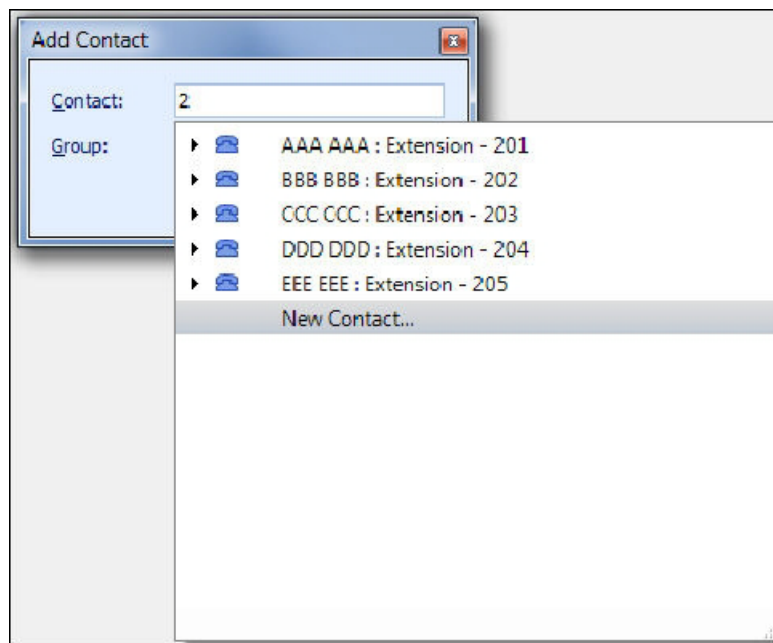 Add Contact
Contact: 2
Group:
AAA AAA : Extension - 201
BBB BBB : Extension - 202
CCC CCC : Extension - 203
DDD DDD : Extension - 204
EEE EEE : Extension - 205
New Contact...